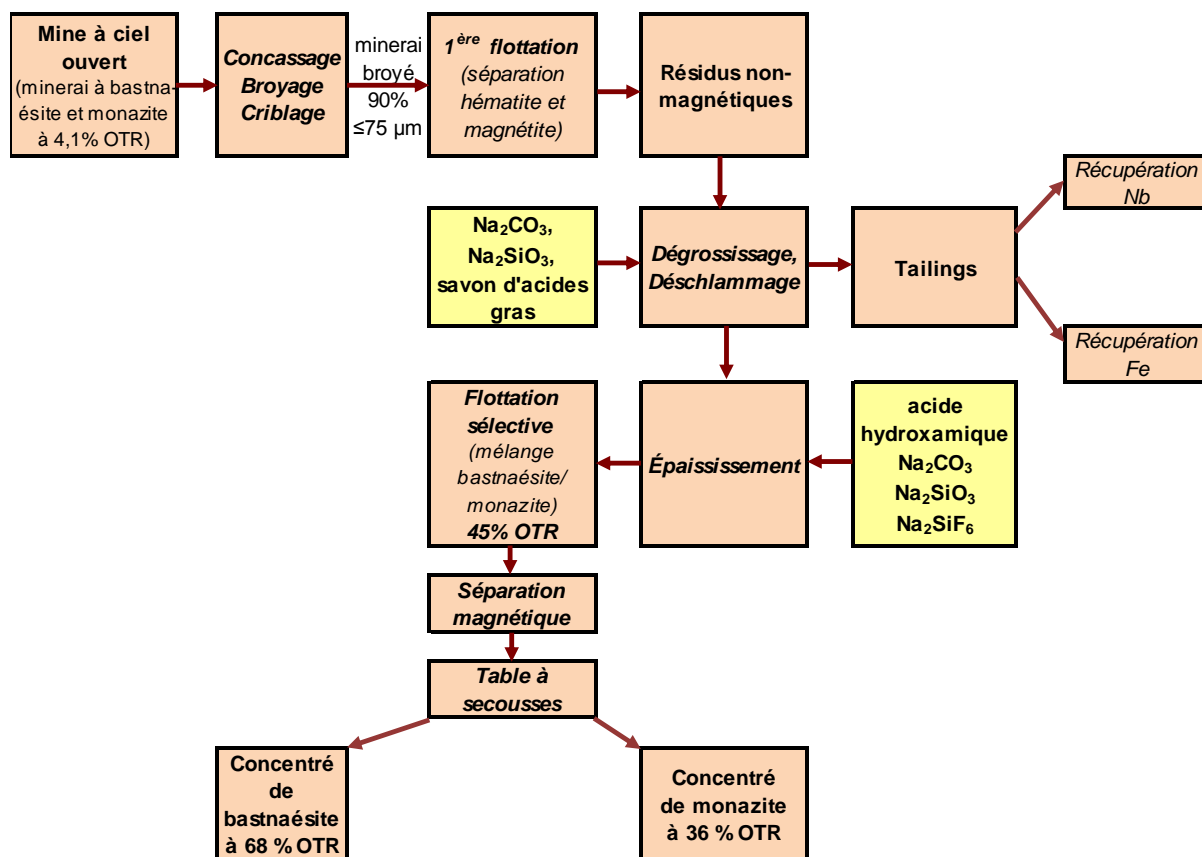 Mine à ciel
ouvert
(minerai à bastna-
ésite et monazite
à 4,1% OTR)
Concassage
Broyage
Criblage
minerai
broyé
90%
≤75 µm
1ère flottation
(séparation
hématite et
magnétite)
Résidus non-
magnétiques
Récupération
Nb
Na2CO3,
Na2SiO3,
savon d'acides
gras
Dégrossissage,
Déschlammage
Tailings
Récupération
Fe
Flottation
sélective
(mélange
bastnaésite/
monazite)
45% OTR
Épaississement
acide
hydroxamique
Na2CO3
Na2SiO3
Na2SiF6
Séparation
magnétique
Table à
secousses
Concentré
de
bastnaésite
à 68 % OTR
Concentré
de monazite
à 36 % OTR